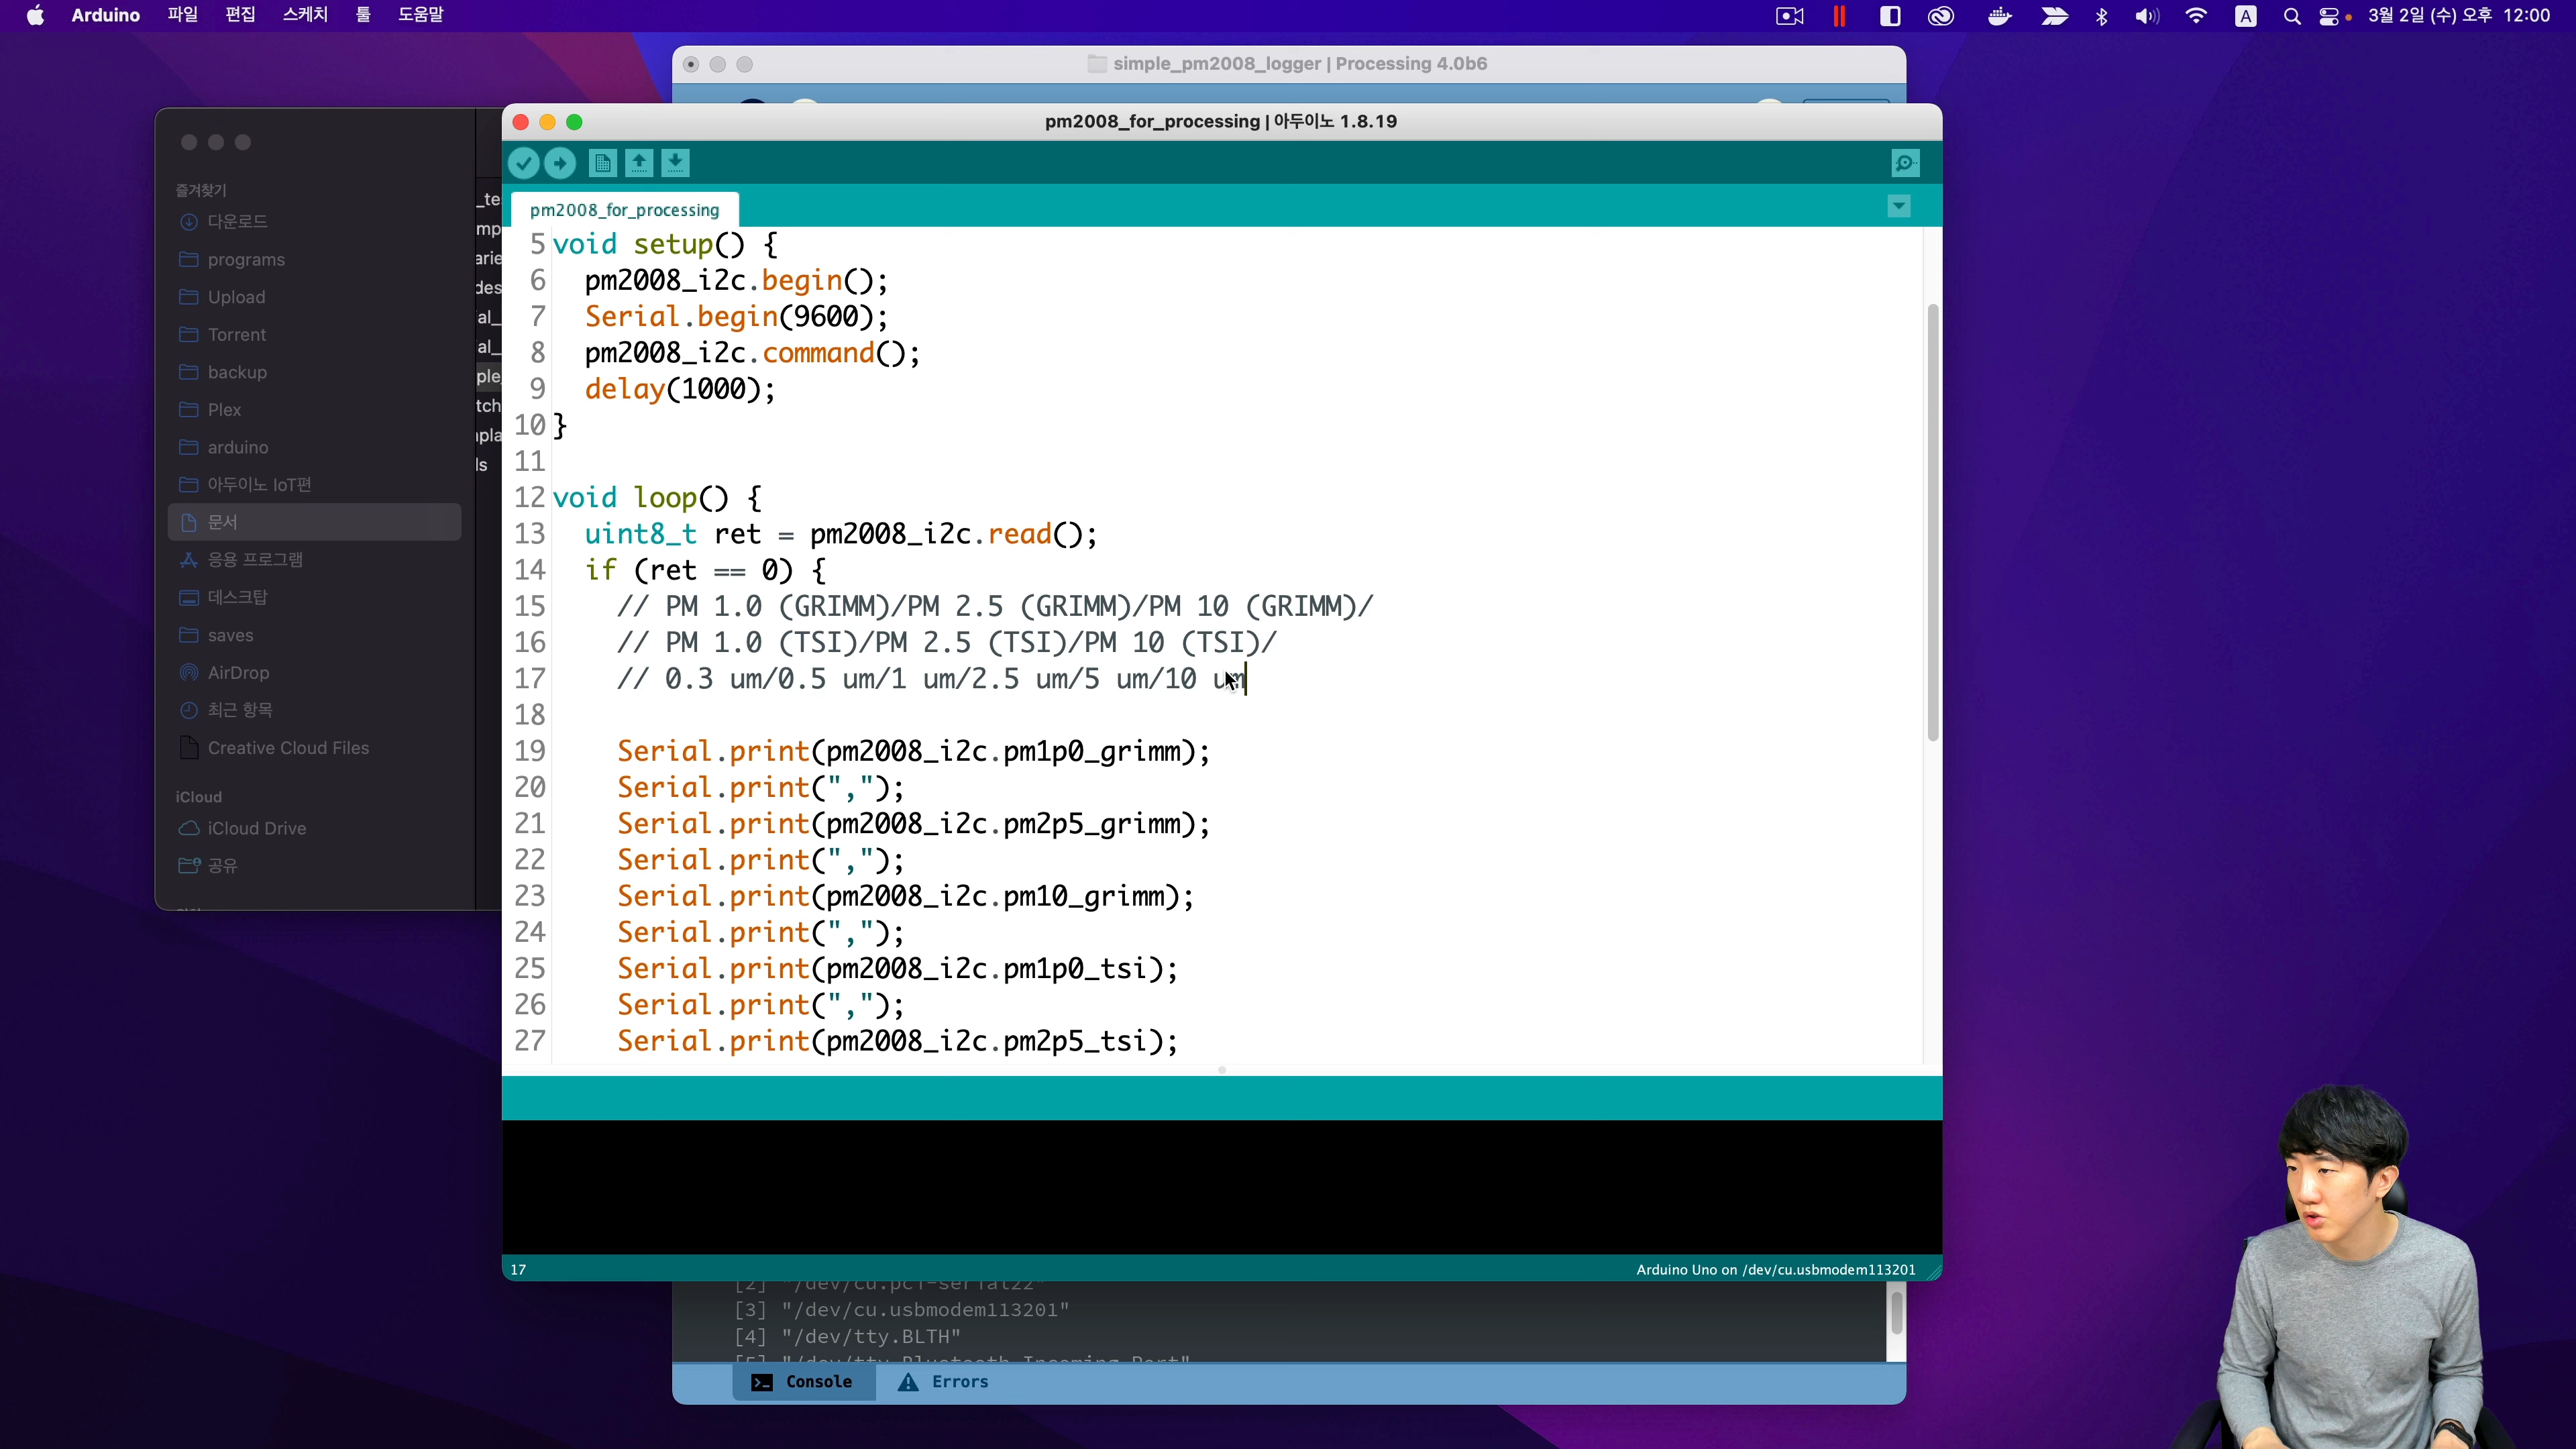 Arduino 파일 편집 스케치 툴 도움말
A 3월 2일 (수) 오후 12:00
simple_pm2008_logger | Processing 4.0b6
pm2008_for_processing | 아두이노 1.8.19
즐겨찾기
다운로드
programs
Upload
Torrent
backup
Plex
arduino
아두이노 IoT편
문서
응용 프로그램
데스크탑
saves
AirDrop
최근 항목
Creative Cloud Files
iCloud
iCloud Drive
공유
pm2008_for_processing
5 void setup() {
6 pm2008_i2c.begin();
7 Serial.begin(9600);
8 pm2008_i2c.command();
9 delay(1000);
10 }
11
12 void loop() {
13 uint8_t ret = pm2008_i2c.read();
14 if (ret == 0) {
15 // PM 1.0 (GRIMM)/PM 2.5 (GRIMM)/PM 10 (GRIMM)/
16 // PM 1.0 (TSI)/PM 2.5 (TSI)/PM 10 (TSI)/
17 // 0.3 um/0.5 um/1 um/2.5 um/5 um/10 um
18
19 Serial.print(pm2008_i2c.pm1p0_grimm);
20 Serial.print(",");
21 Serial.print(pm2008_i2c.pm2p5_grimm);
22 Serial.print(",");
23 Serial.print(pm2008_i2c.pm10_grimm);
24 Serial.print(",");
25 Serial.print(pm2008_i2c.pm1p0_tsi);
26 Serial.print(",");
27 Serial.print(pm2008_i2c.pm2p5_tsi);
17 Arduino Uno on /dev/cu.usbmodem113201
[3] "/dev/cu.usbmodem113201"
[4] "/dev/tty.BLTH"
Console Errors